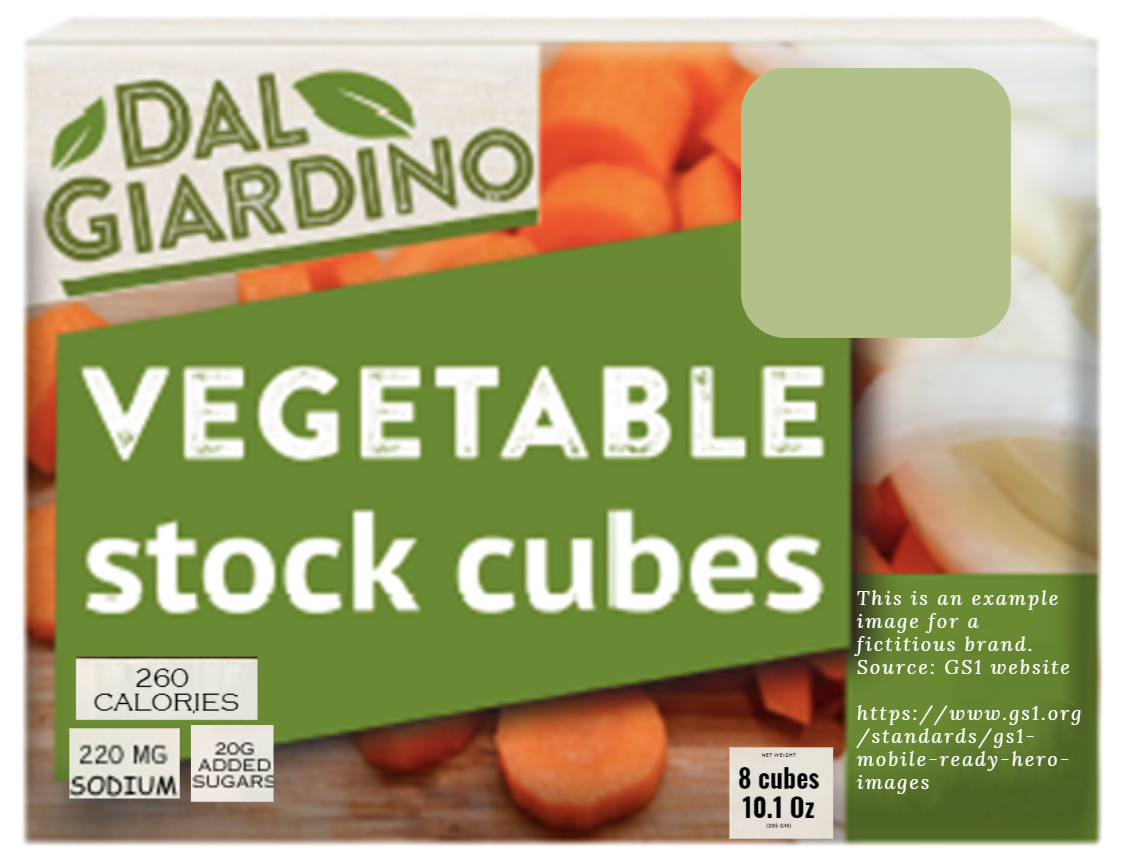 DAL
GIARDINO
VEGETABLE
stock cubes
260
CALORIES
220 MG
SODIUM
20G
ADDED
SUGARS
NET WEIGHT
8 cubes
10.1 Oz
(285 GM)
This is an example
image for a
fictitious brand.
Source: GS1 website
https://www.gs1.org
/standards/gs1-
mobile-ready-hero-
images